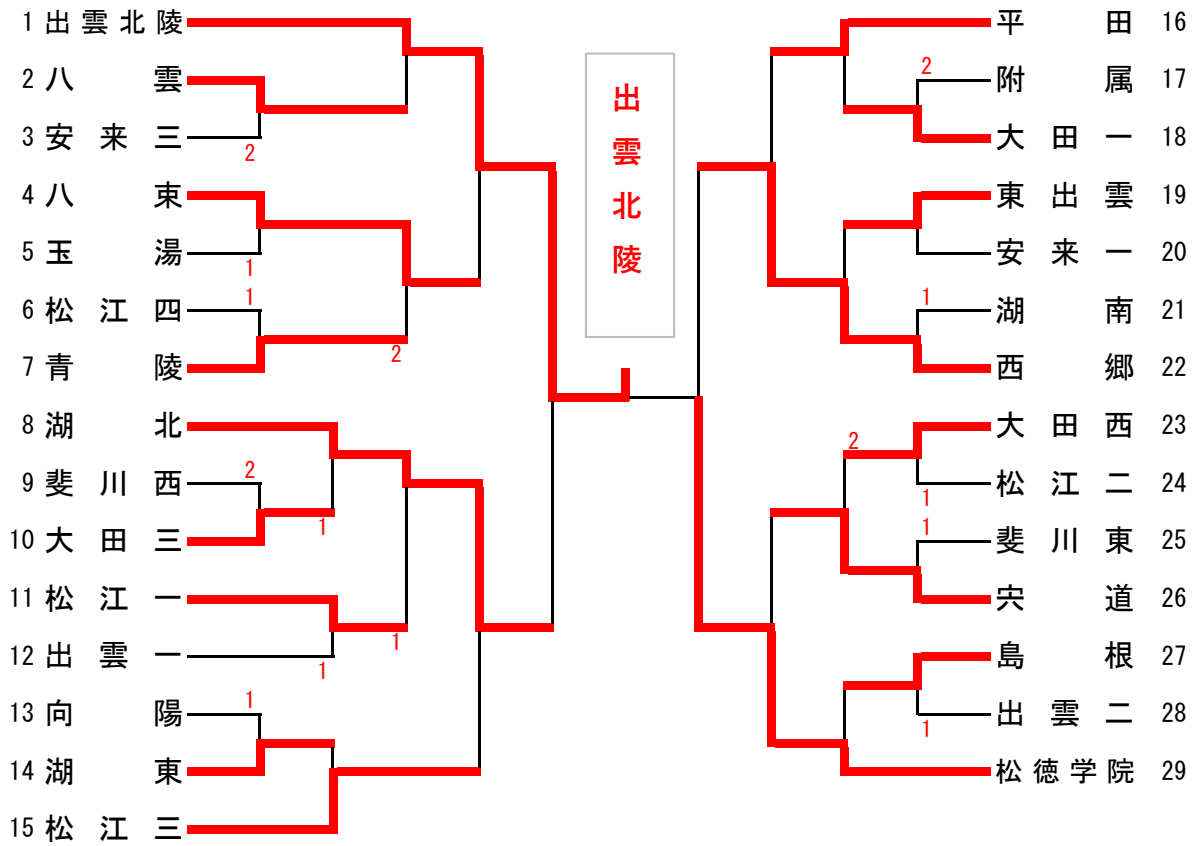 1 出雲北陵
2 八雲
3 安来三
2
4 八東
5 玉湯
1
6 松江四
1
7 青陵
2
8 湖北
9 斐川西
2
10 大田三
1
11 松江一
1
12 出雲一
1
13 向陽
1
14 湖東
15 松江三
出雲北陵
平田 16
2
附属 17
大田一 18
東出雲 19
安来一 20
1
湖南 21
西郷 22
大田西 23
2
松江二 24
1
1
斐川東 25
宍道 26
島根 27
出雲二 28
1
松徳学院 29